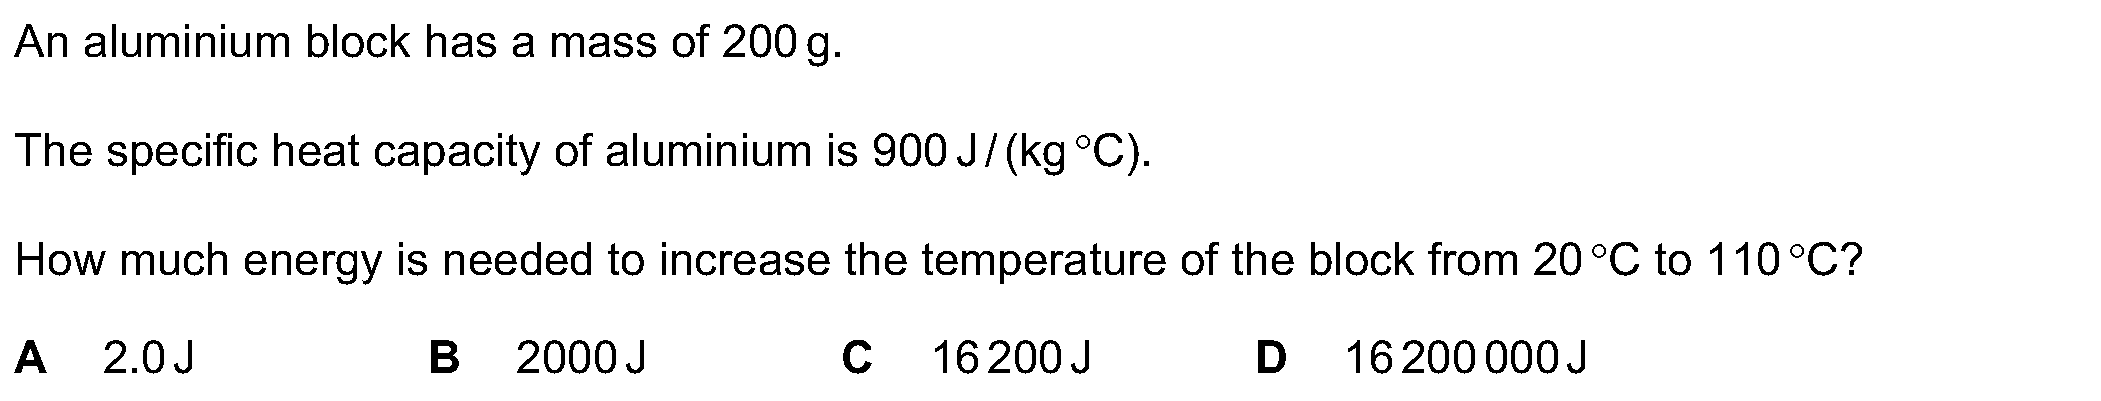 An aluminium block has a mass of 200 g.
The specific heat capacity of aluminium is 900 J / (kg °C).
How much energy is needed to increase the temperature of the block from 20 °C to 110 °C?
A 2.0 J B 2000 J C 16 200 J D 16 200 000 J